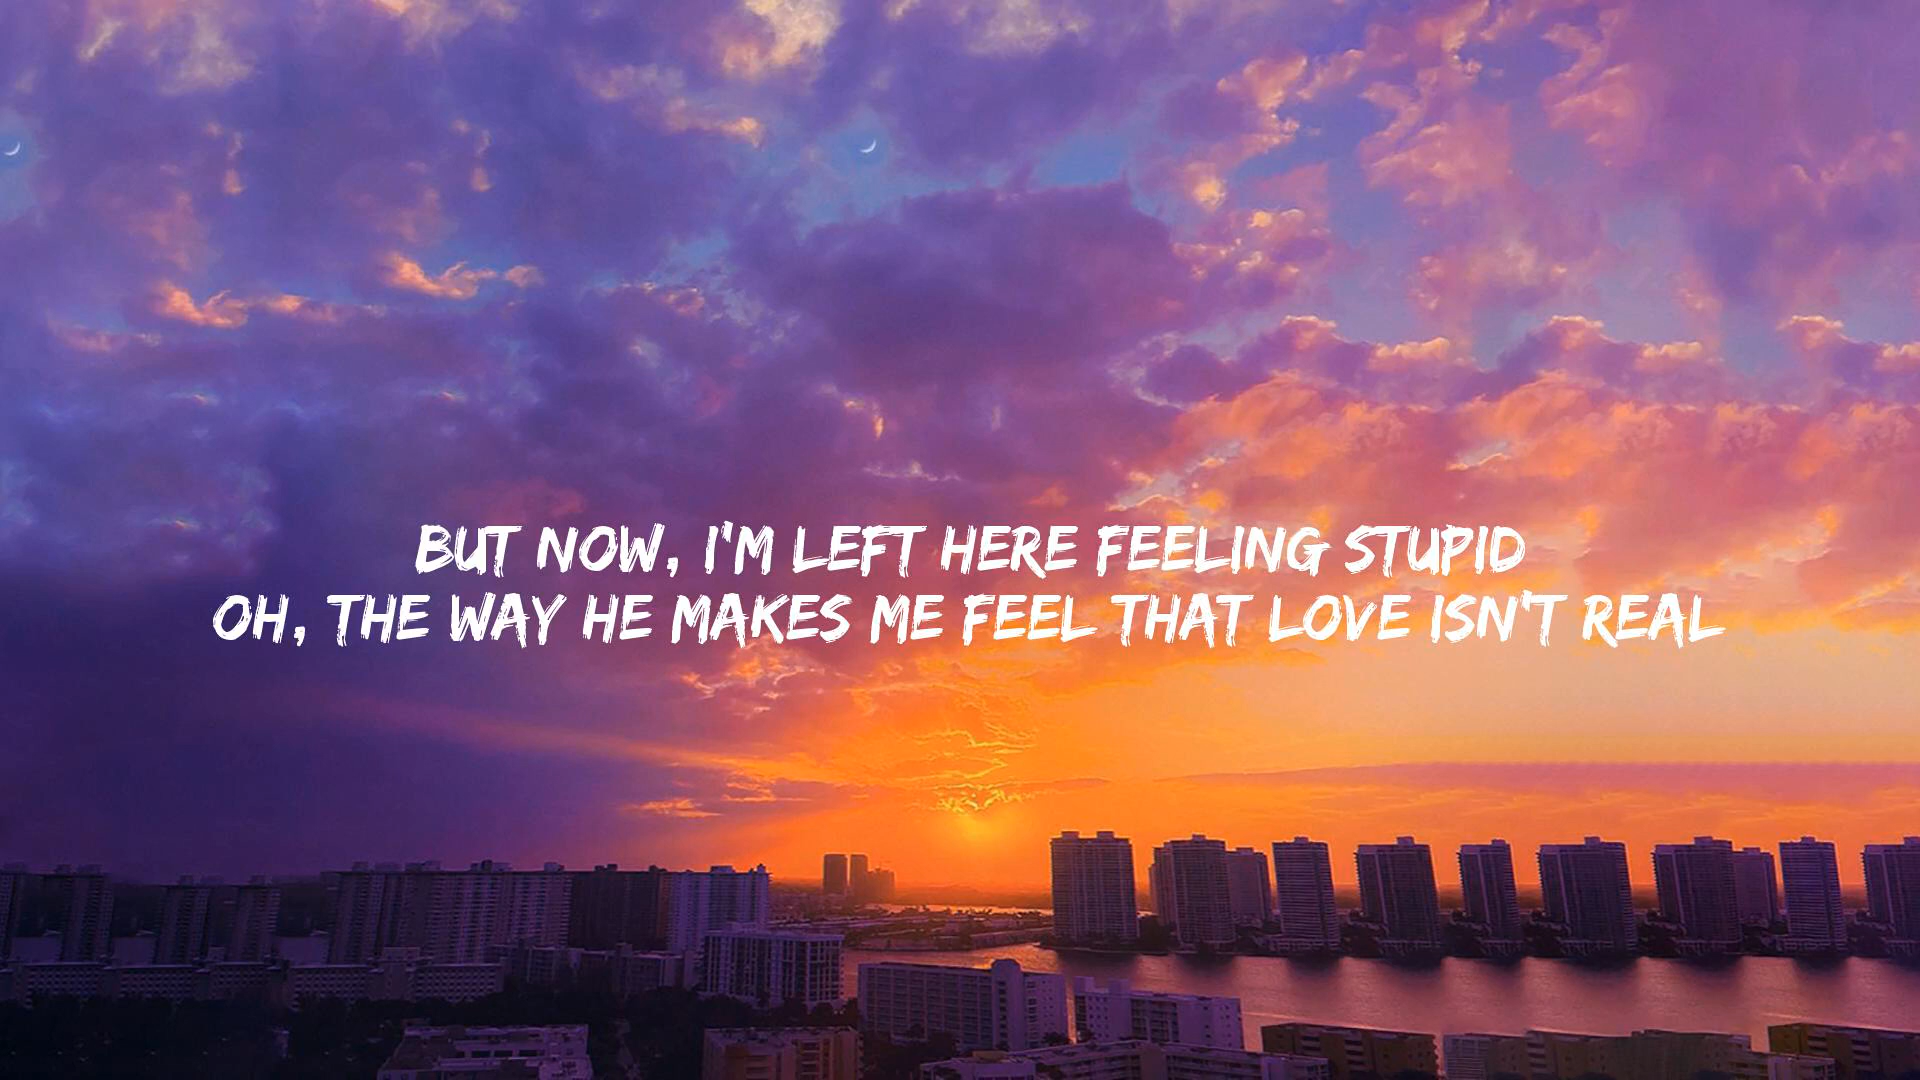 BUT NOW, I'M LEFT HERE FEELING STUPID
OH, THE WAY HE MAKES ME FEEL THAT LOVE ISN'T REAL